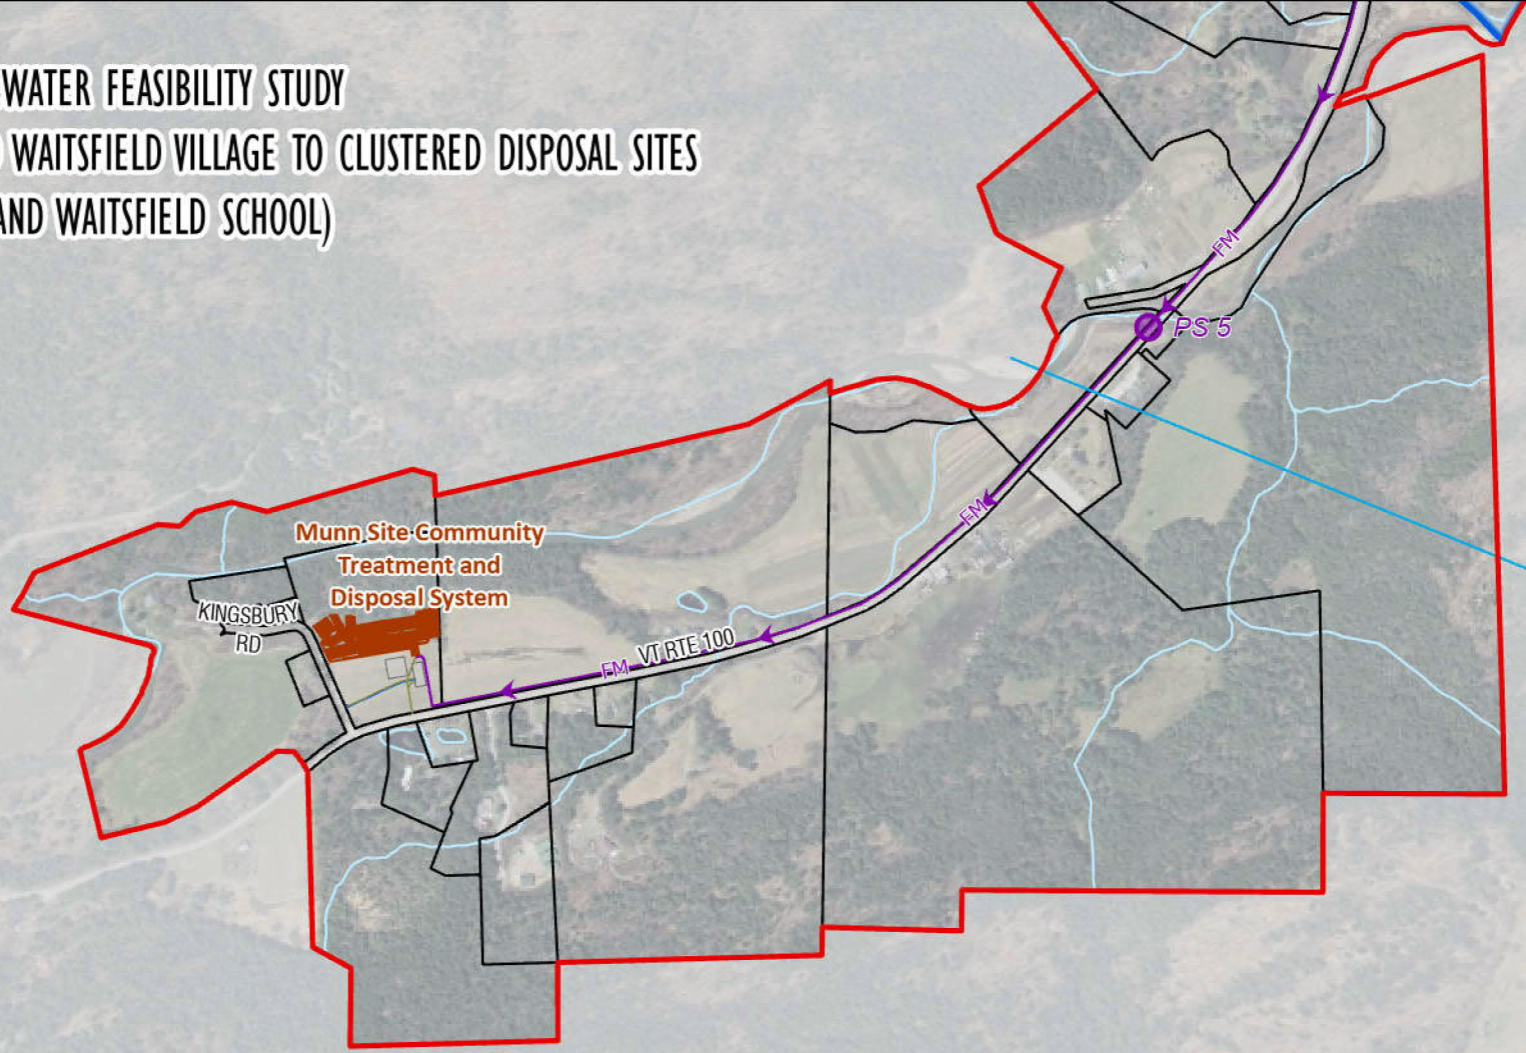 WATER FEASIBILITY STUDY
WAITSFIELD VILLAGE TO CLUSTERED DISPOSAL SITES
AND WAITSFIELD SCHOOL)
FM
PS 5
FM
Munn Site Community
Treatment and
Disposal System
KINGSBURY
RD
VT RTE 100
FM